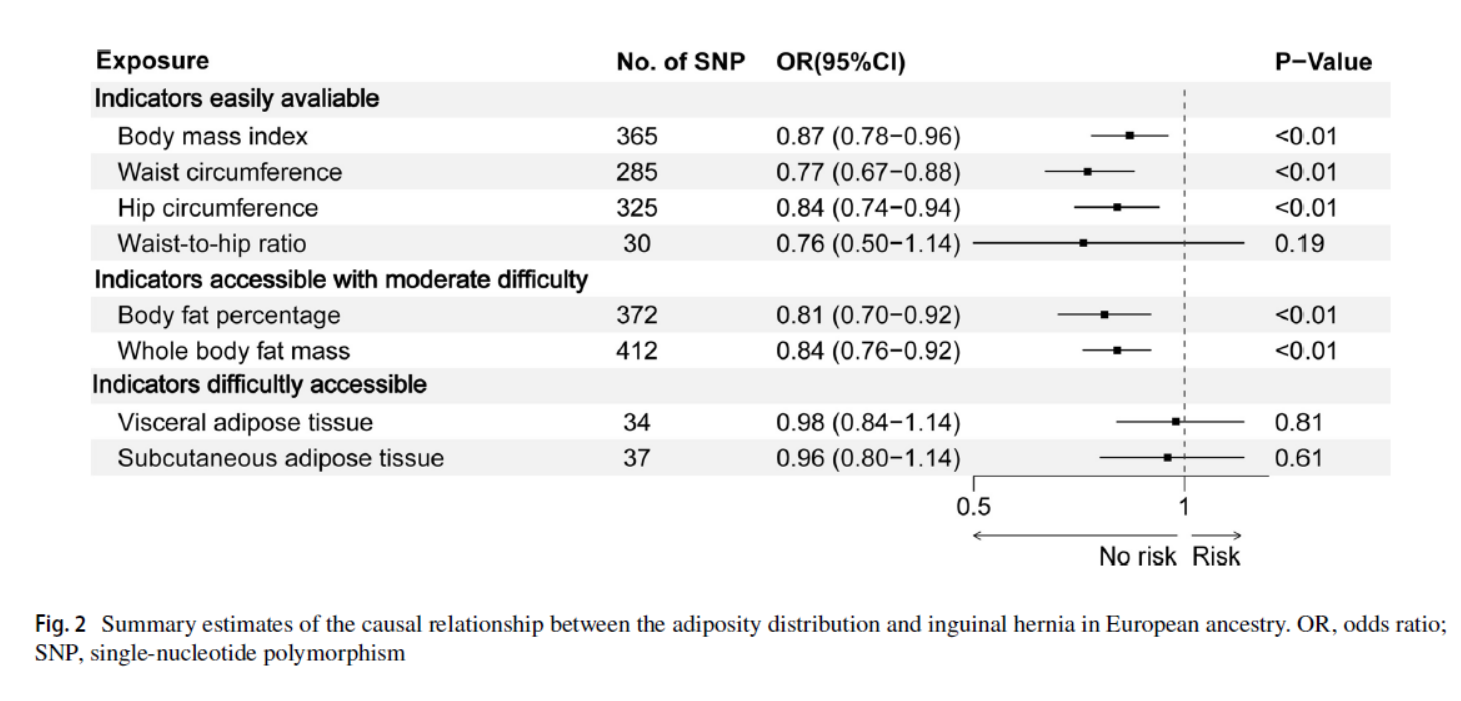 Exposure No. of SNP OR(95%CI) P−Value
Indicators easily avaliable
Body mass index 365 0.87 (0.78−0.96) <0.01
Waist circumference 285 0.77 (0.67−0.88) <0.01
Hip circumference 325 0.84 (0.74−0.94) <0.01
Waist-to-hip ratio 30 0.76 (0.50−1.14) 0.19
Indicators accessible with moderate difficulty
Body fat percentage 372 0.81 (0.70−0.92) <0.01
Whole body fat mass 412 0.84 (0.76−0.92) <0.01
Indicators difficultly accessible
Visceral adipose tissue 34 0.98 (0.84−1.14) 0.81
Subcutaneous adipose tissue 37 0.96 (0.80−1.14) 0.61
0.5 1
No risk Risk
Fig. 2 Summary estimates of the causal relationship between the adiposity distribution and inguinal hernia in European ancestry. OR, odds ratio;
SNP, single-nucleotide polymorphism